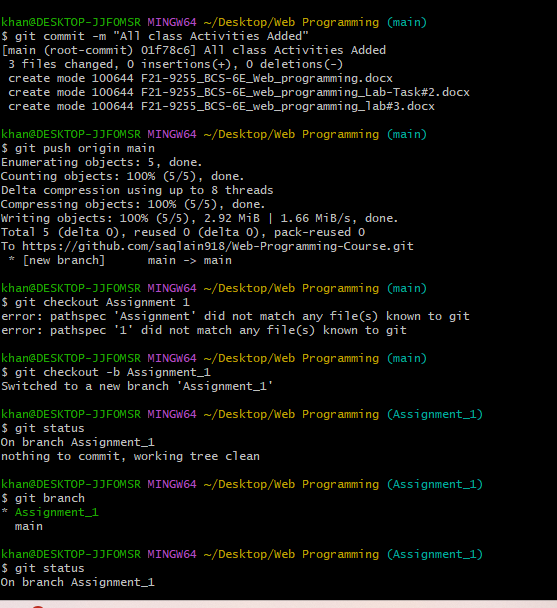 khan@DESKTOP-JJFOMSR MINGW64 ~/Desktop/Web Programming (main)
$ git commit -m "All class Activities Added"
[main (root-commit) 01f78c6] All class Activities Added
 3 files changed, 0 insertions(+), 0 deletions(-)
 create mode 100644 F21-9255_BCS-6E_Web_programming.docx
 create mode 100644 F21-9255_BCS-6E_Web_programming_Lab-Task#2.docx
 create mode 100644 F21-9255_BCS-6E_Web_programming_lab#3.docx
khan@DESKTOP-JJFOMSR MINGW64 ~/Desktop/Web Programming (main)
$ git push origin main
Enumerating objects: 5, done.
Counting objects: 100% (5/5), done.
Delta compression using up to 8 threads
Compressing objects: 100% (5/5), done.
Writing objects: 100% (5/5), 2.92 MiB | 1.66 MiB/s, done.
Total 5 (delta 0), reused 0 (delta 0), pack-reused 0
To https://github.com/saqlain918/Web-Programming-Course.git
 * [new branch]      main -> main
khan@DESKTOP-JJFOMSR MINGW64 ~/Desktop/Web Programming (main)
$ git checkout Assignment 1
error: pathspec 'Assignment' did not match any file(s) known to git
error: pathspec '1' did not match any file(s) known to git
khan@DESKTOP-JJFOMSR MINGW64 ~/Desktop/Web Programming (main)
$ git checkout -b Assignment_1
Switched to a new branch 'Assignment_1'
khan@DESKTOP-JJFOMSR MINGW64 ~/Desktop/Web Programming (Assignment_1)
$ git status
On branch Assignment_1
nothing to commit, working tree clean
khan@DESKTOP-JJFOMSR MINGW64 ~/Desktop/Web Programming (Assignment_1)
$ git branch
* Assignment_1
  main
khan@DESKTOP-JJFOMSR MINGW64 ~/Desktop/Web Programming (Assignment_1)
$ git status
On branch Assignment_1